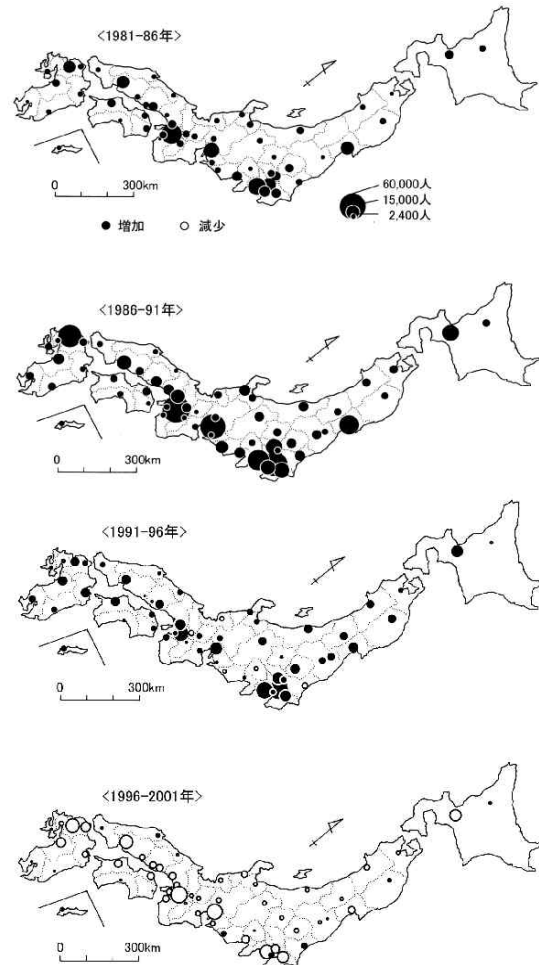 <1981-86年>
0 300km
60,000人
15,000人
2,400人
● 増加 ○ 減少
<1986-91年>
0 300km
<1991-96年>
0 300km
<1996-2001年>
0 300km